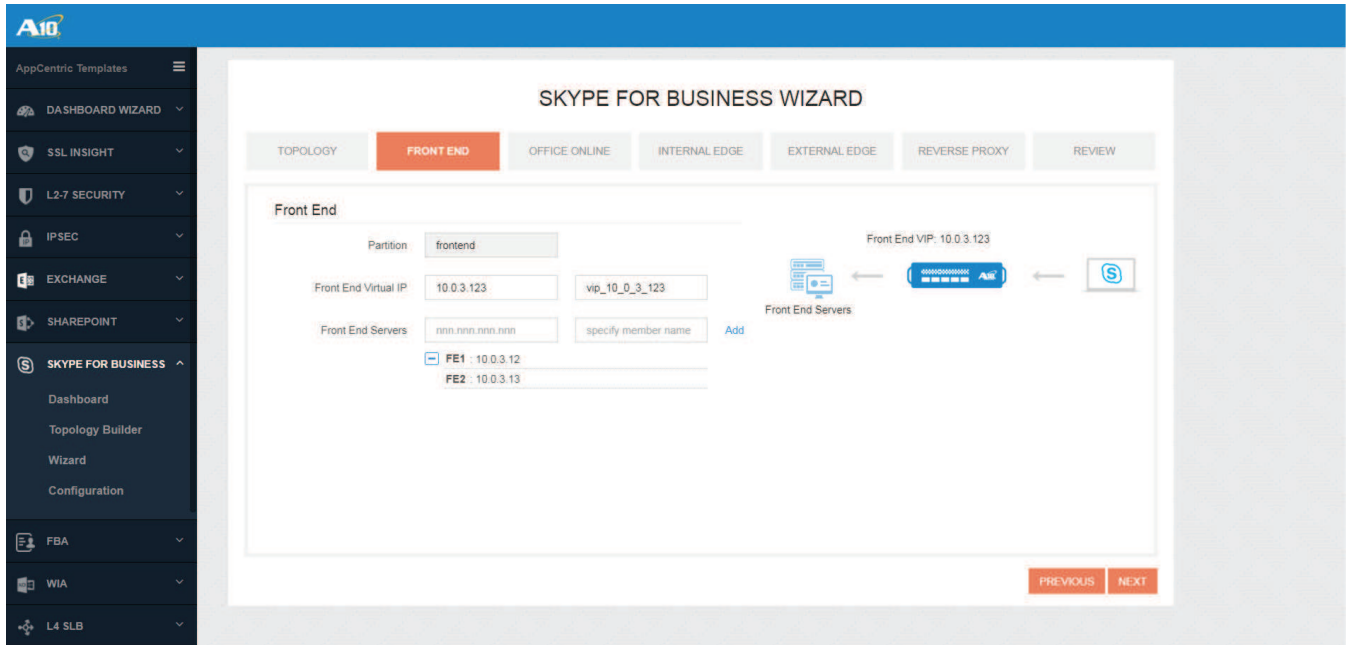 A10
AppCentric Templates
DASHBOARD WIZARD
SSL INSIGHT
L2-7 SECURITY
IPSEC
EXCHANGE
SHAREPOINT
SKYPE FOR BUSINESS
Dashboard
Topology Builder
Wizard
Configuration
FBA
WIA
L4 SLB
SKYPE FOR BUSINESS WIZARD
TOPOLOGY FRONT END OFFICE ONLINE INTERNAL EDGE EXTERNAL EDGE REVERSE PROXY REVIEW
Front End
Partition frontend
Front End Virtual IP 10.0.3.123 vip_10_0_3_123
Front End Servers nnn.nnn.nnn.nnn specify member name Add
FE1 : 10.0.3.12
FE2 : 10.0.3.13
Front End VIP: 10.0.3.123
A10
S
Front End Servers
PREVIOUS NEXT